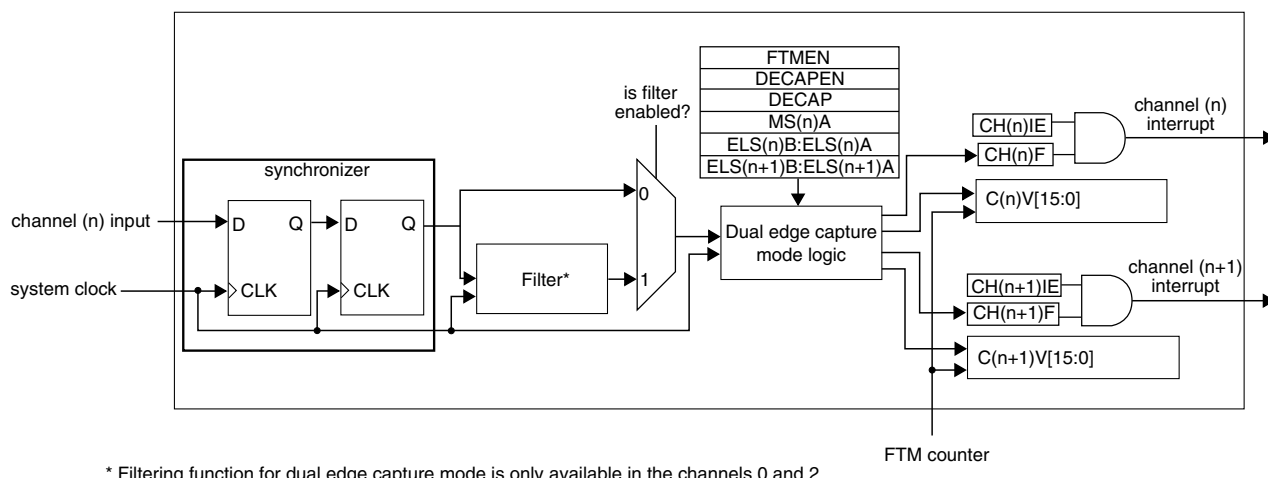 FTMEN
DECAPEN
DECAP
MS(n)A
ELS(n)B:ELS(n)A
ELS(n+1)B:ELS(n+1)A
is filter
enabled?
synchronizer
channel (n) input
D Q
D Q
system clock
CLK
CLK
Filter*
0
1
Dual edge capture
mode logic
CH(n)IE
CH(n)F
channel (n)
interrupt
C(n)V[15:0]
CH(n+1)IE
CH(n+1)F
channel (n+1)
interrupt
C(n+1)V[15:0]
FTM counter
* Filtering function for dual edge capture mode is only available in the channels 0 and 2